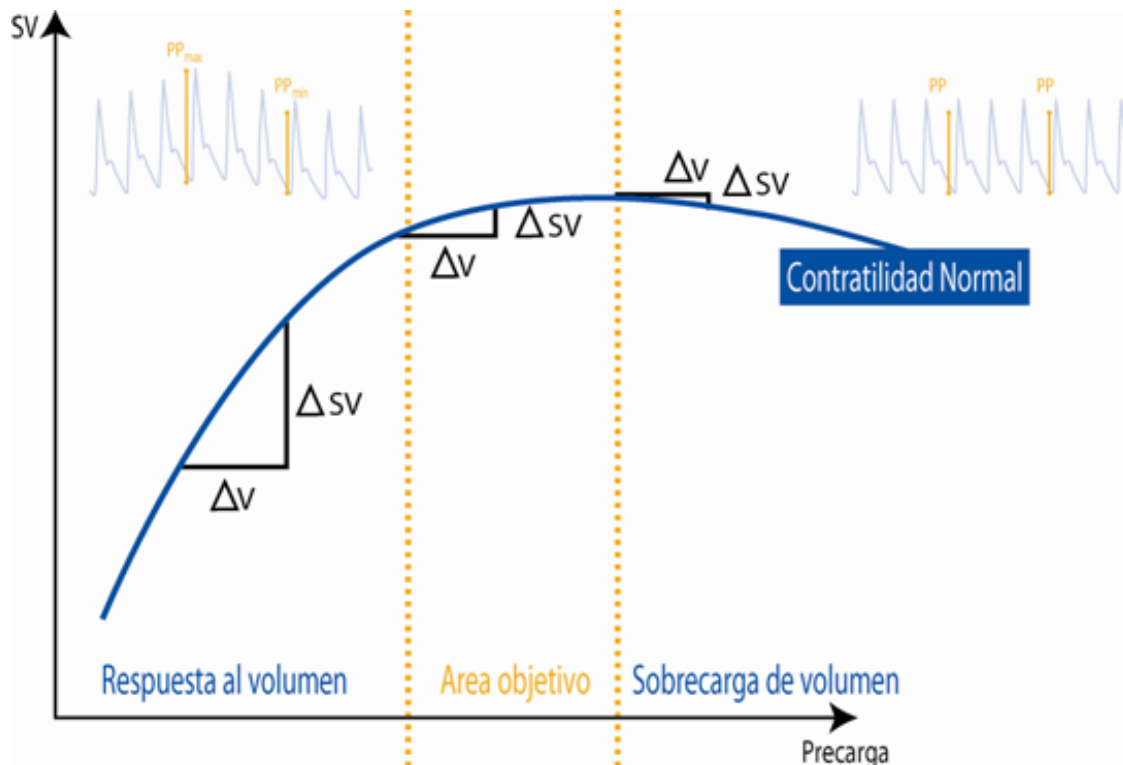 SV
PPmax
PPmin
PP
PP
ΔV
ΔSV
ΔSV
ΔV
Contratilidad Normal
ΔSV
ΔV
Respuesta al volumen
Area objetivo
Sobrecarga de volumen
Precarga